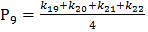 P₉ = (k₁₉+k₂₀+k₂₁+k₂₂)/4